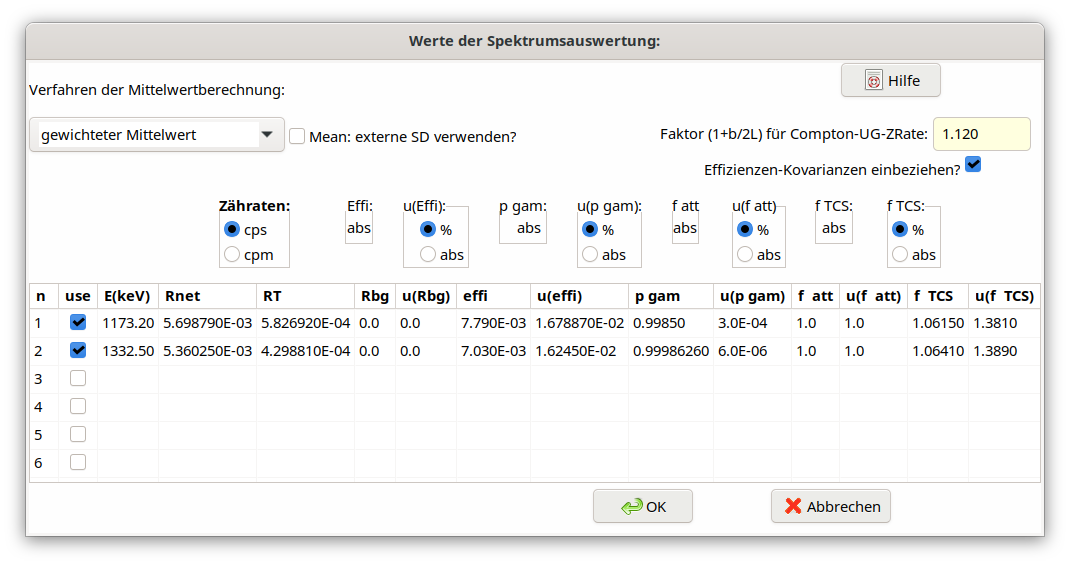 Werte der Spektrumsauswertung:
Hilfe
Verfahren der Mittelwertberechnung:
gewichteter Mittelwert
Mean: externe SD verwenden?
Faktor (1+b/2L) für Compton-UG-ZRate: 1.120
Effizienzen-Kovarianzen einbeziehen?
Zähraten: Effi: u(Effi): p gam: u(p gam): f att u(f att) f TCS: f TCS:
cps abs % abs % abs % abs %
cpm abs abs abs abs
n use E(keV) Rnet RT Rbg u(Rbg) effi u(effi) p gam u(p gam) f att u(f att) f TCS u(f TCS)
1 1173.20 5.698790E-03 5.826920E-04 0.0 0.0 7.790E-03 1.678870E-02 0.99850 3.0E-04 1.0 1.0 1.06150 1.3810
2 1332.50 5.360250E-03 4.298810E-04 0.0 0.0 7.030E-03 1.62450E-02 0.99986260 6.0E-06 1.0 1.0 1.06410 1.3890
3
4
5
6
OK Abbrechen